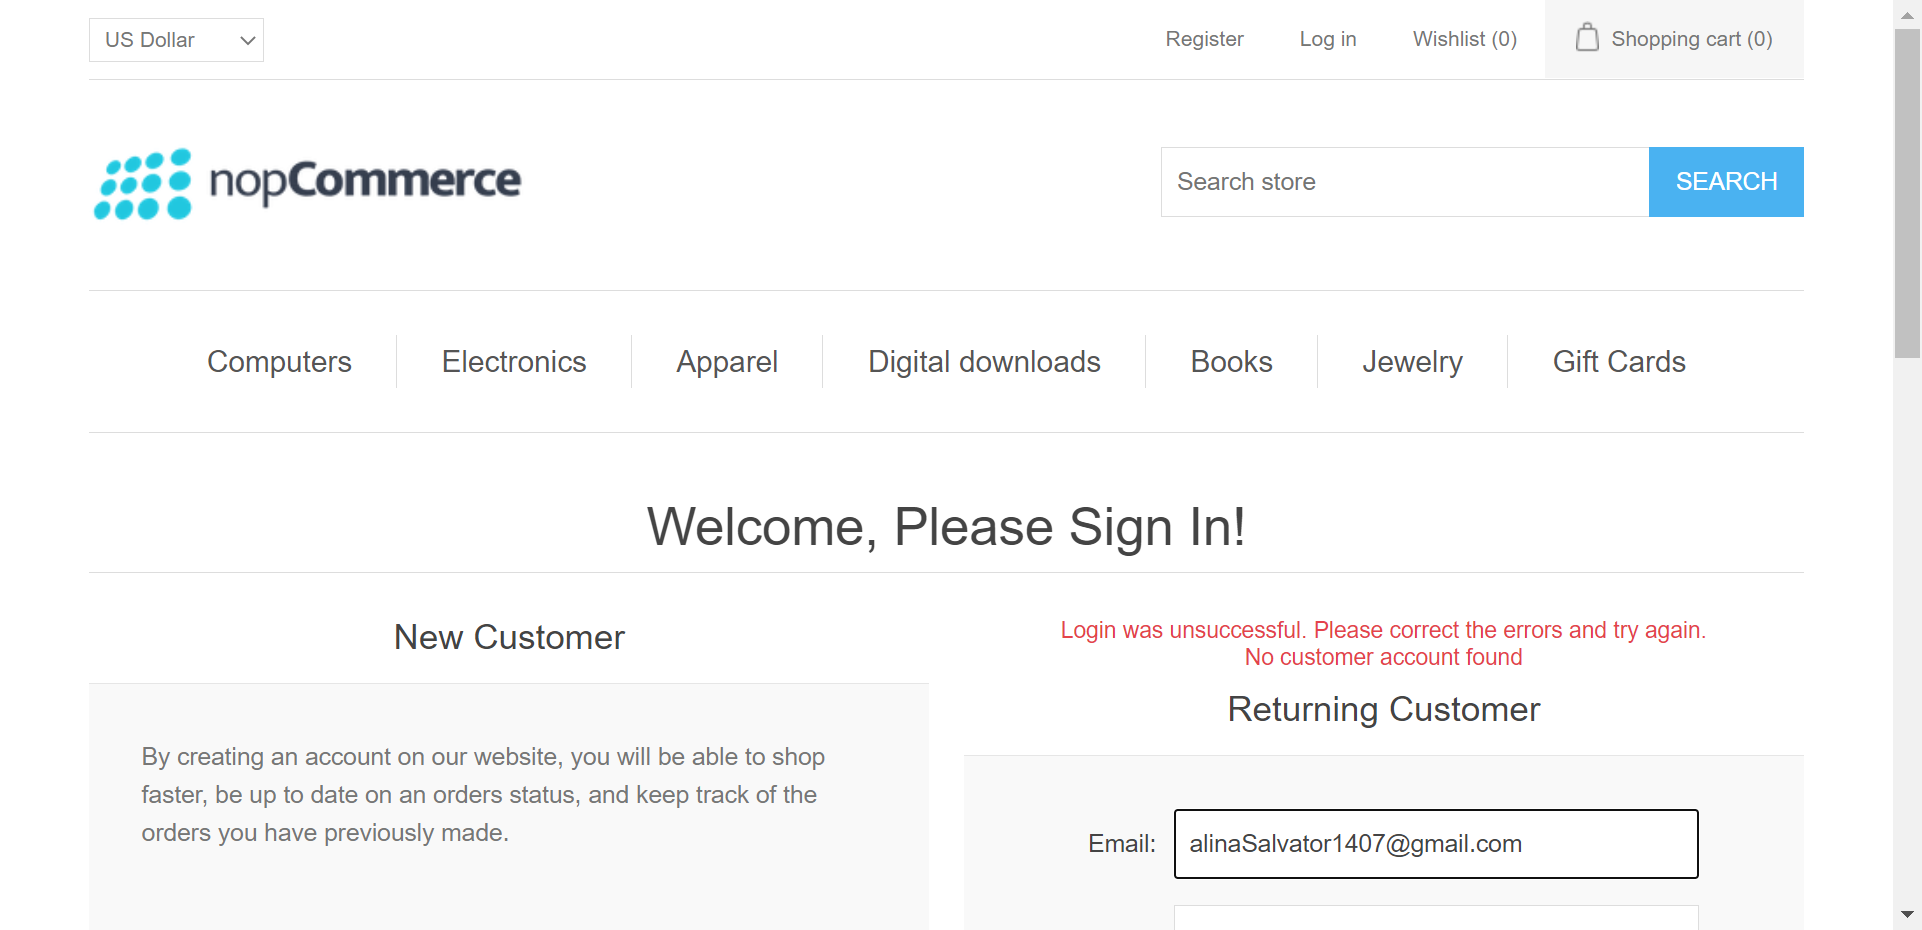 US Dollar
Register
Log in
Wishlist (0)
Shopping cart (0)
nopCommerce
Search store
SEARCH
Computers
Electronics
Apparel
Digital downloads
Books
Jewelry
Gift Cards
Welcome, Please Sign In!
New Customer
By creating an account on our website, you will be able to shop
faster, be up to date on an orders status, and keep track of the
orders you have previously made.
Login was unsuccessful. Please correct the errors and try again.
No customer account found
Returning Customer
Email:
alinaSalvator1407@gmail.com